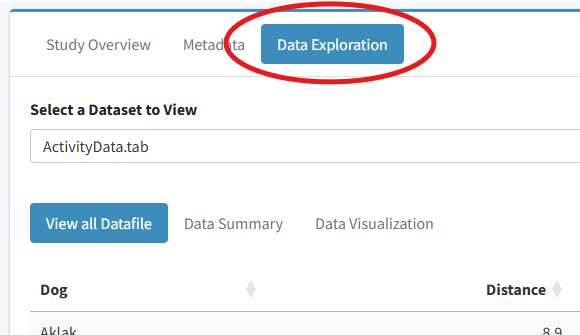 Study Overview Metadata Data Exploration
Select a Dataset to View
ActivityData.tab
View all Datafile Data Summary Data Visualization
Dog Distance
Aklak 8.9